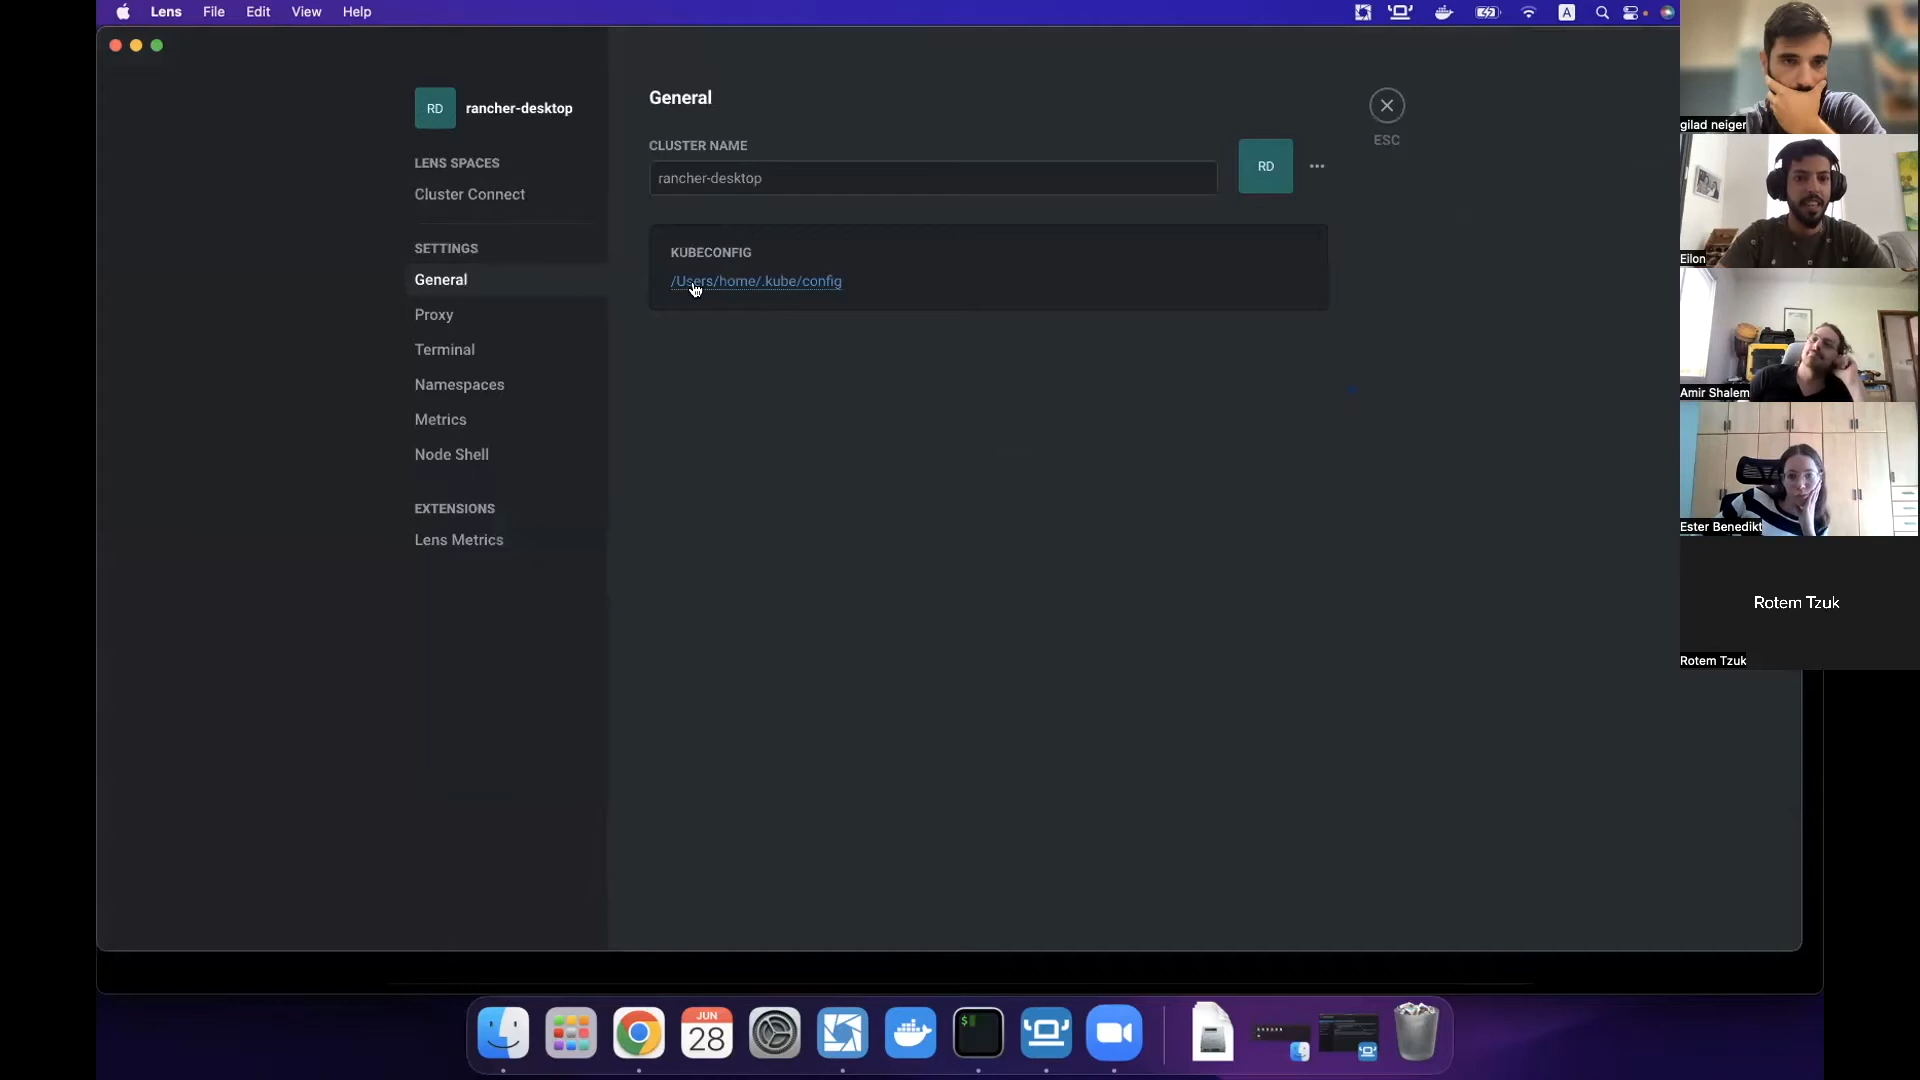 Lens File Edit View Help
A
RD rancher-desktop
LENS SPACES
Cluster Connect
SETTINGS
General
Proxy
Terminal
Namespaces
Metrics
Node Shell
EXTENSIONS
Lens Metrics
General
CLUSTER NAME
rancher-desktop
RD
ESC
KUBECONFIG
/Users/home/.kube/config
gilad neiger
Eilon
Amir Shalem
Ester Benedikt
Rotem Tzuk
Rotem Tzuk
JUN
28
$